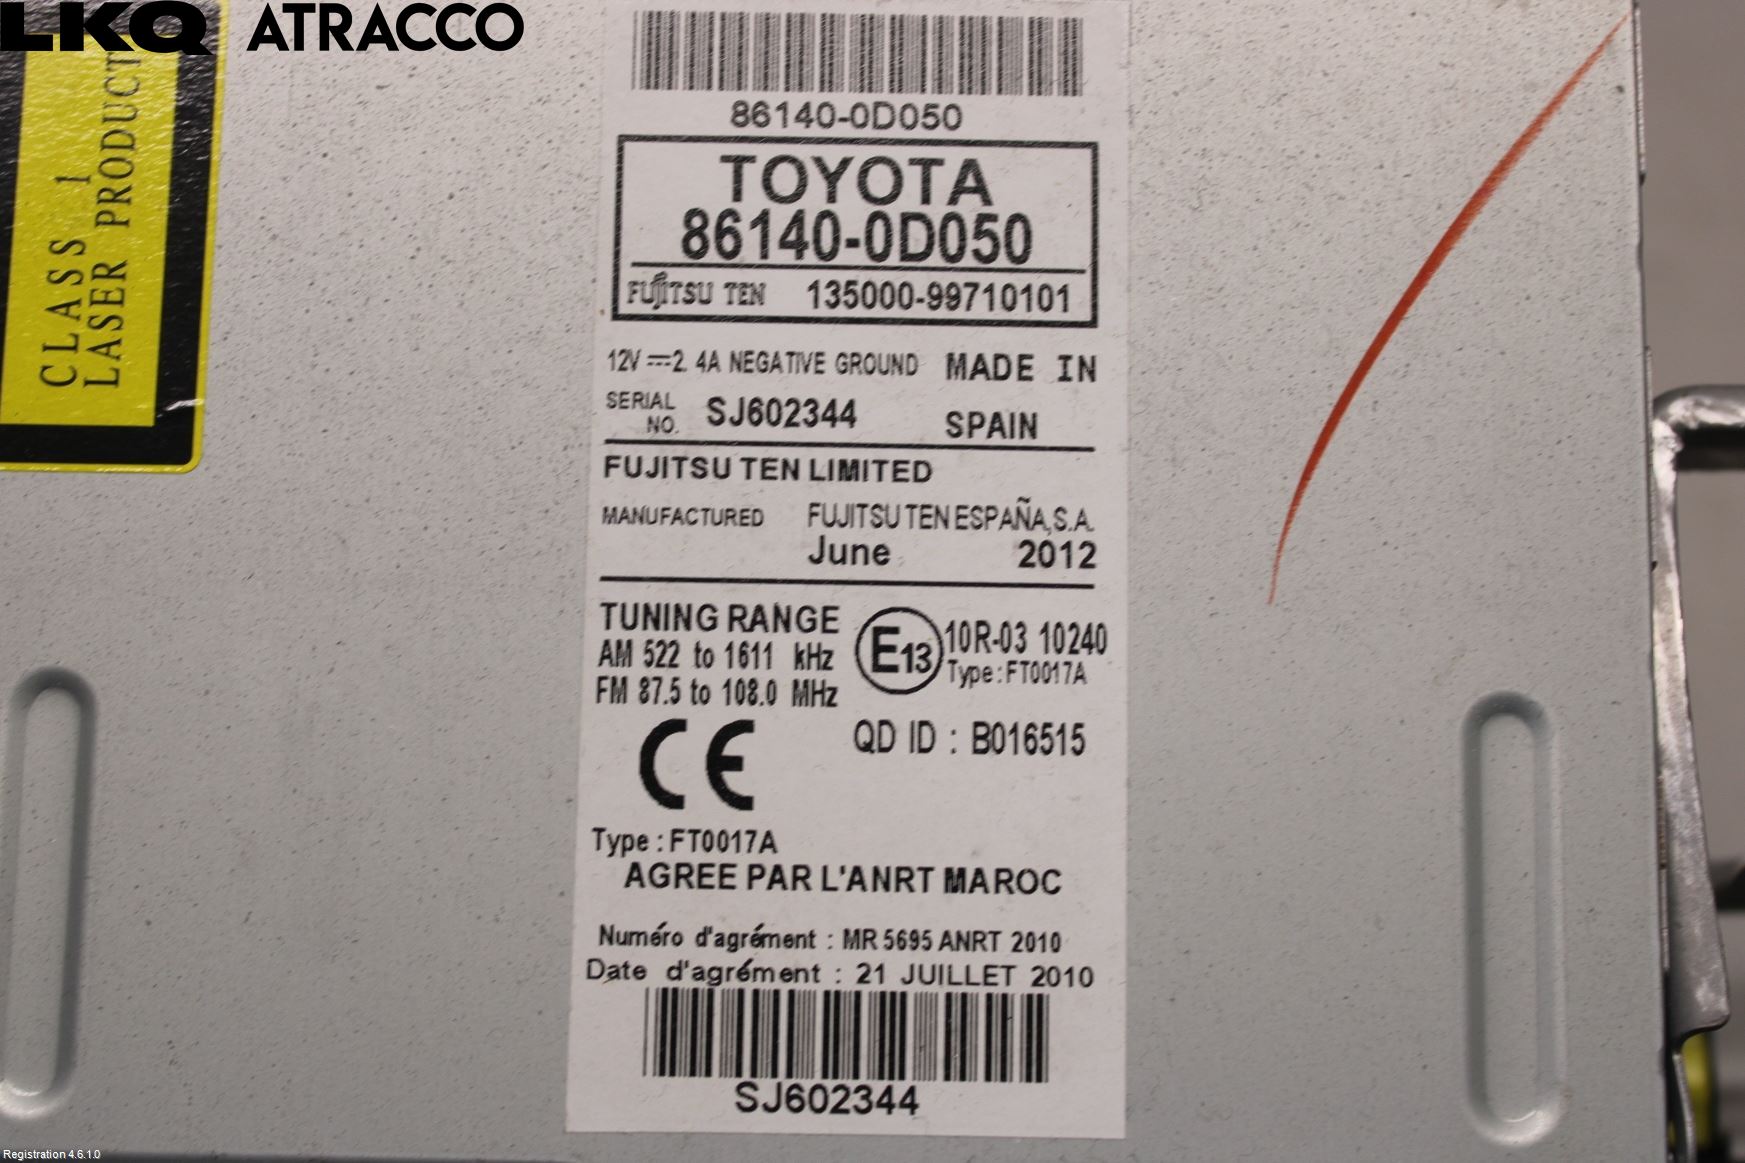 LKQ ATRACCO
CLASS 1
LASER PRODUCT
86140-0D050
TOYOTA
86140-0D050
FUJITSU TEN 135000-99710101
12V ⎓ 2. 4A NEGATIVE GROUND MADE IN
SERIAL NO. SJ602344 SPAIN
FUJITSU TEN LIMITED
MANUFACTURED FUJITSU TEN ESPAÑA,S.A.
June 2012
TUNING RANGE
AM 522 to 1611 kHz
FM 87.5 to 108.0 MHz
E13 10R-03 10240
Type:FT0017A
CE
QD ID : B016515
Type : FT0017A
AGREE PAR L'ANRT MAROC
Numéro d'agrément : MR 5695 ANRT 2010
Date d'agrément : 21 JUILLET 2010
SJ602344
Registration 4.6.1.0